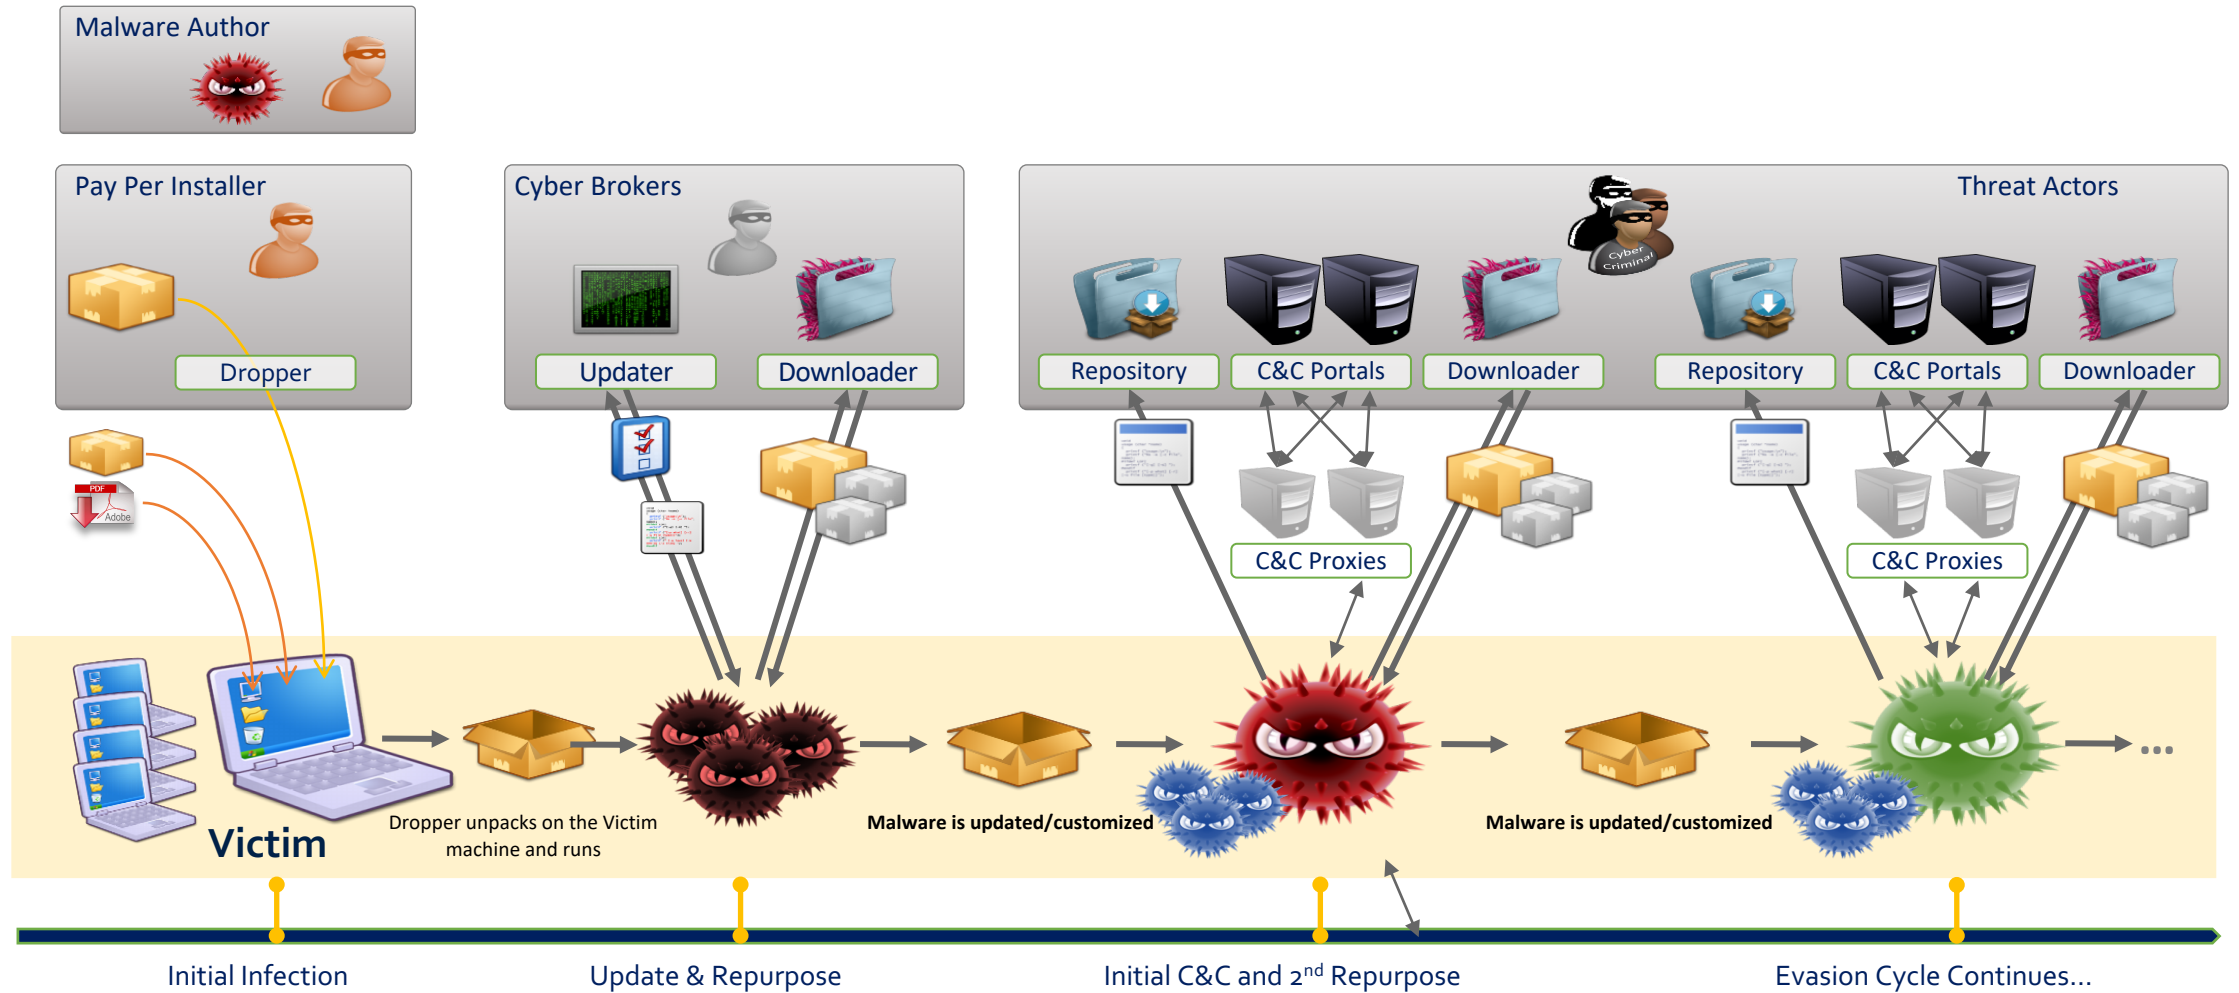 Malware Author
Pay Per Installer
Dropper
PDF
Adobe
Cyber Brokers
Updater
Downloader
Threat Actors
Cyber
Criminal
Repository
C&C Portals
Downloader
Repository
C&C Portals
Downloader
C&C Proxies
C&C Proxies
Victim
Dropper unpacks on the Victim
machine and runs
Malware is updated/customized
Malware is updated/customized
...
Initial Infection
Update & Repurpose
Initial C&C and 2nd Repurpose
Evasion Cycle Continues...